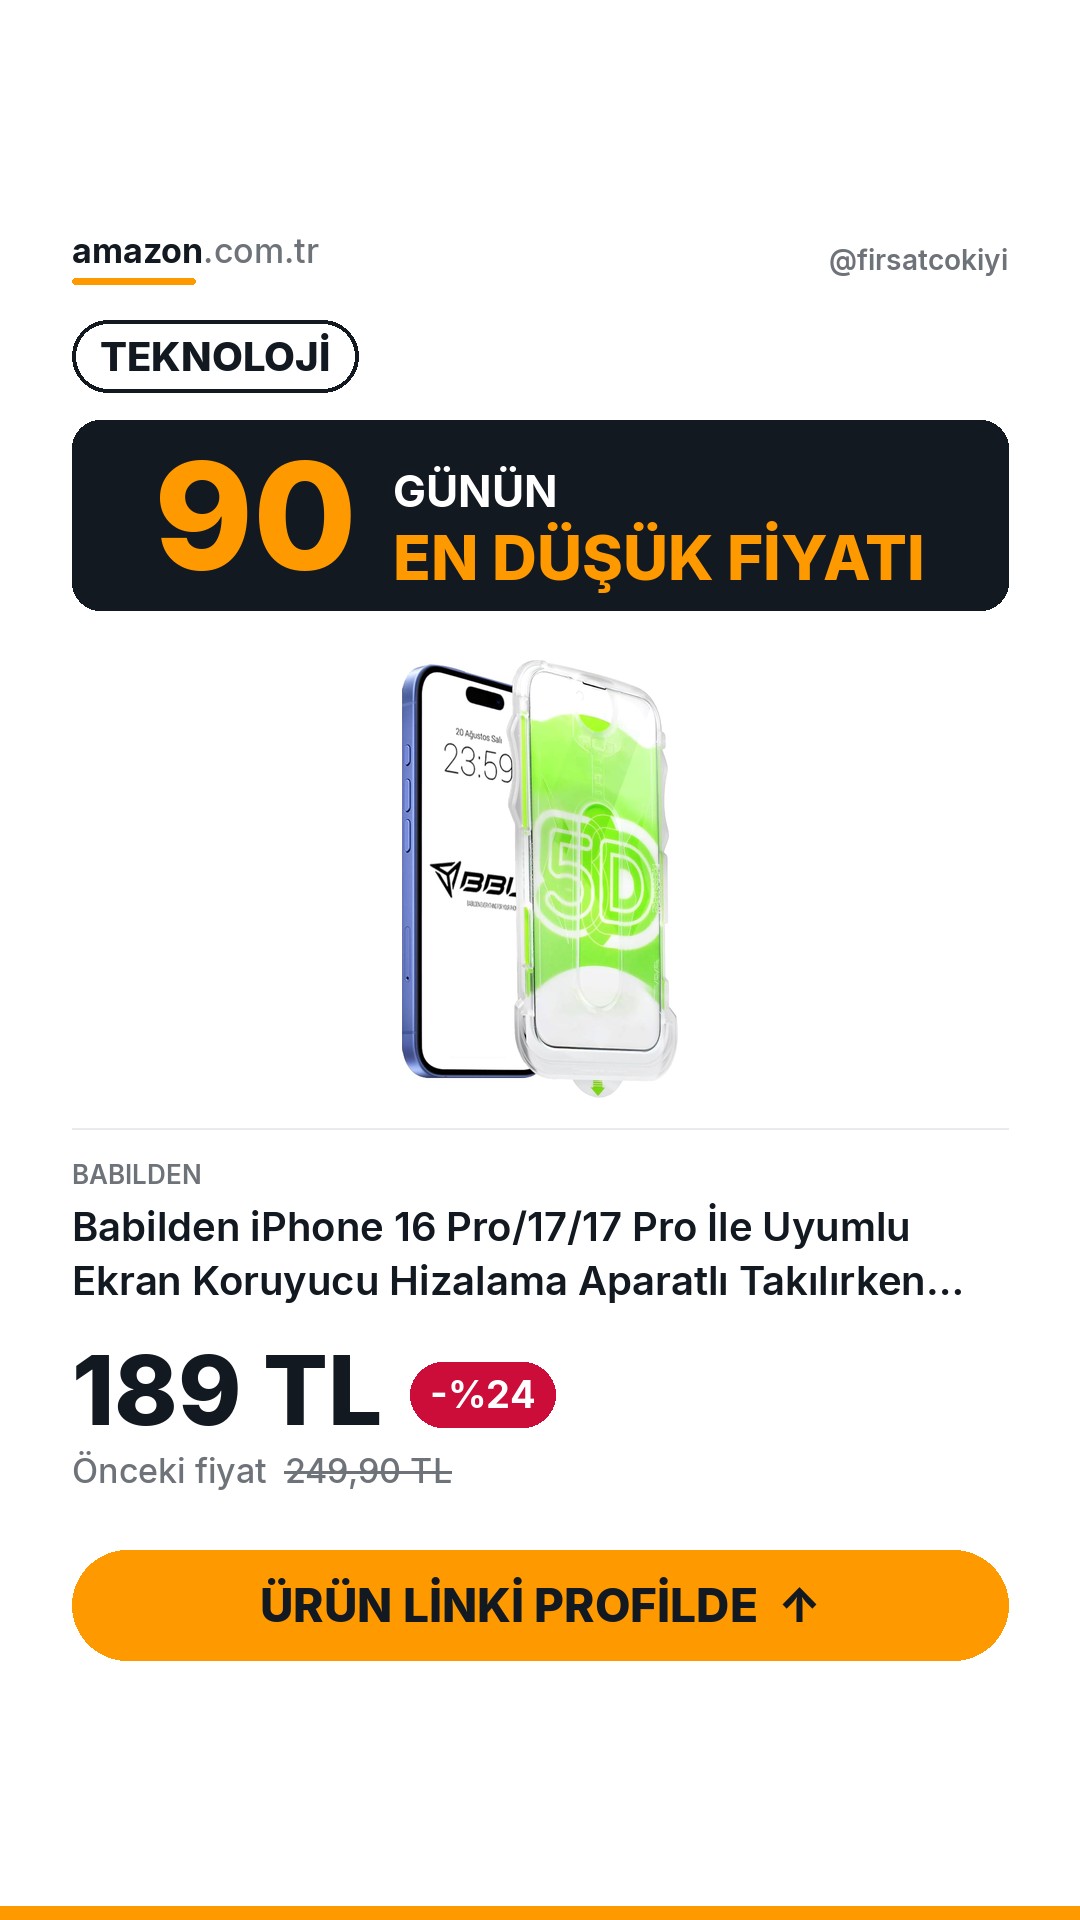 amazon.com.tr
@firsatcokiyi
TEKNOLOJİ
90 GÜNÜN
EN DÜŞÜK FİYATI
20 Ağustos Salı
23:59
BBL
5D
BABILDEN
Babilden iPhone 16 Pro/17/17 Pro İle Uyumlu
Ekran Koruyucu Hizalama Aparatlı Takılırken...
189 TL -%24
Önceki fiyat 249,90 TL
ÜRÜN LİNKİ PROFİLDE ↑